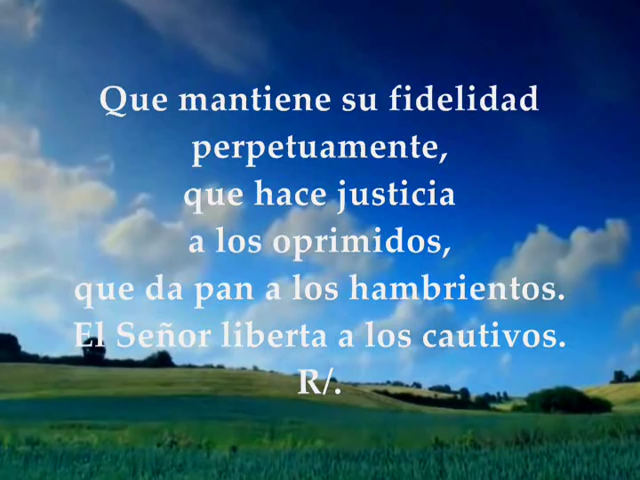 Que mantiene su fidelidad
perpetuamente,
que hace justicia
a los oprimidos,
que da pan a los hambrientos.
El Señor liberta a los cautivos.
R/.